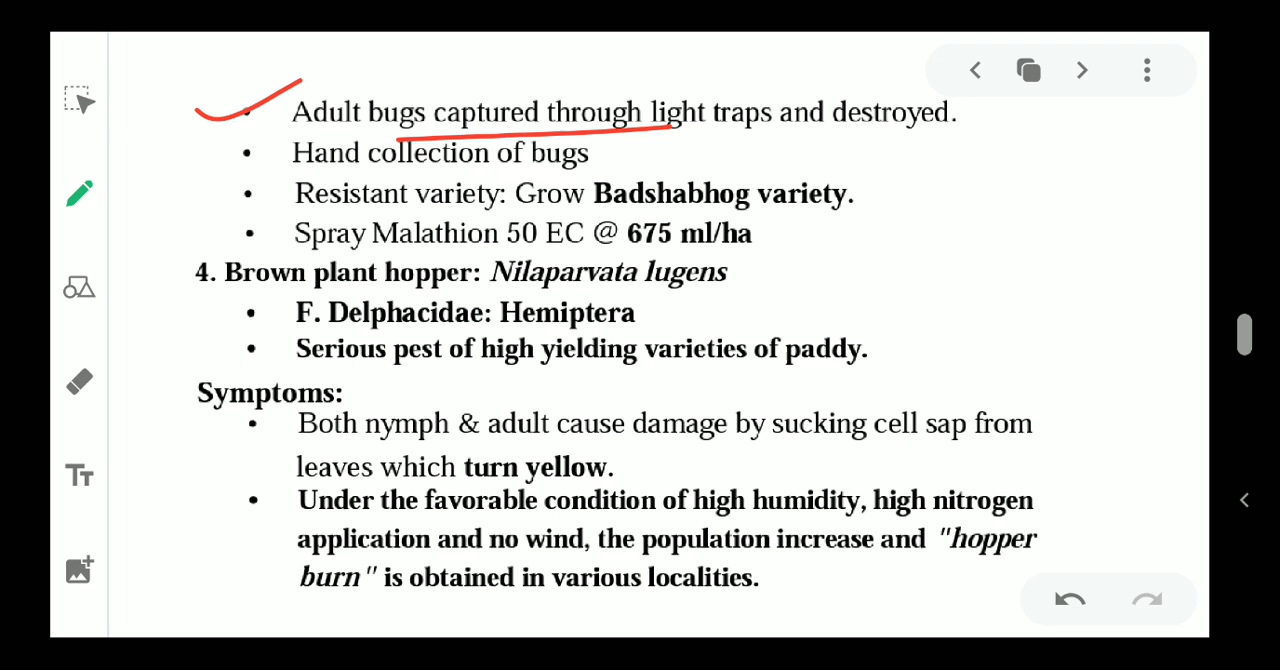 • Adult bugs captured through light traps and destroyed.
• Hand collection of bugs
• Resistant variety: Grow Badshabhog variety.
• Spray Malathion 50 EC @ 675 ml/ha
4. Brown plant hopper: Nilaparvata lugens
• F. Delphacidae: Hemiptera
• Serious pest of high yielding varieties of paddy.
Symptoms:
• Both nymph & adult cause damage by sucking cell sap from
leaves which turn yellow.
• Under the favorable condition of high humidity, high nitrogen
application and no wind, the population increase and "hopper
burn" is obtained in various localities.
TT